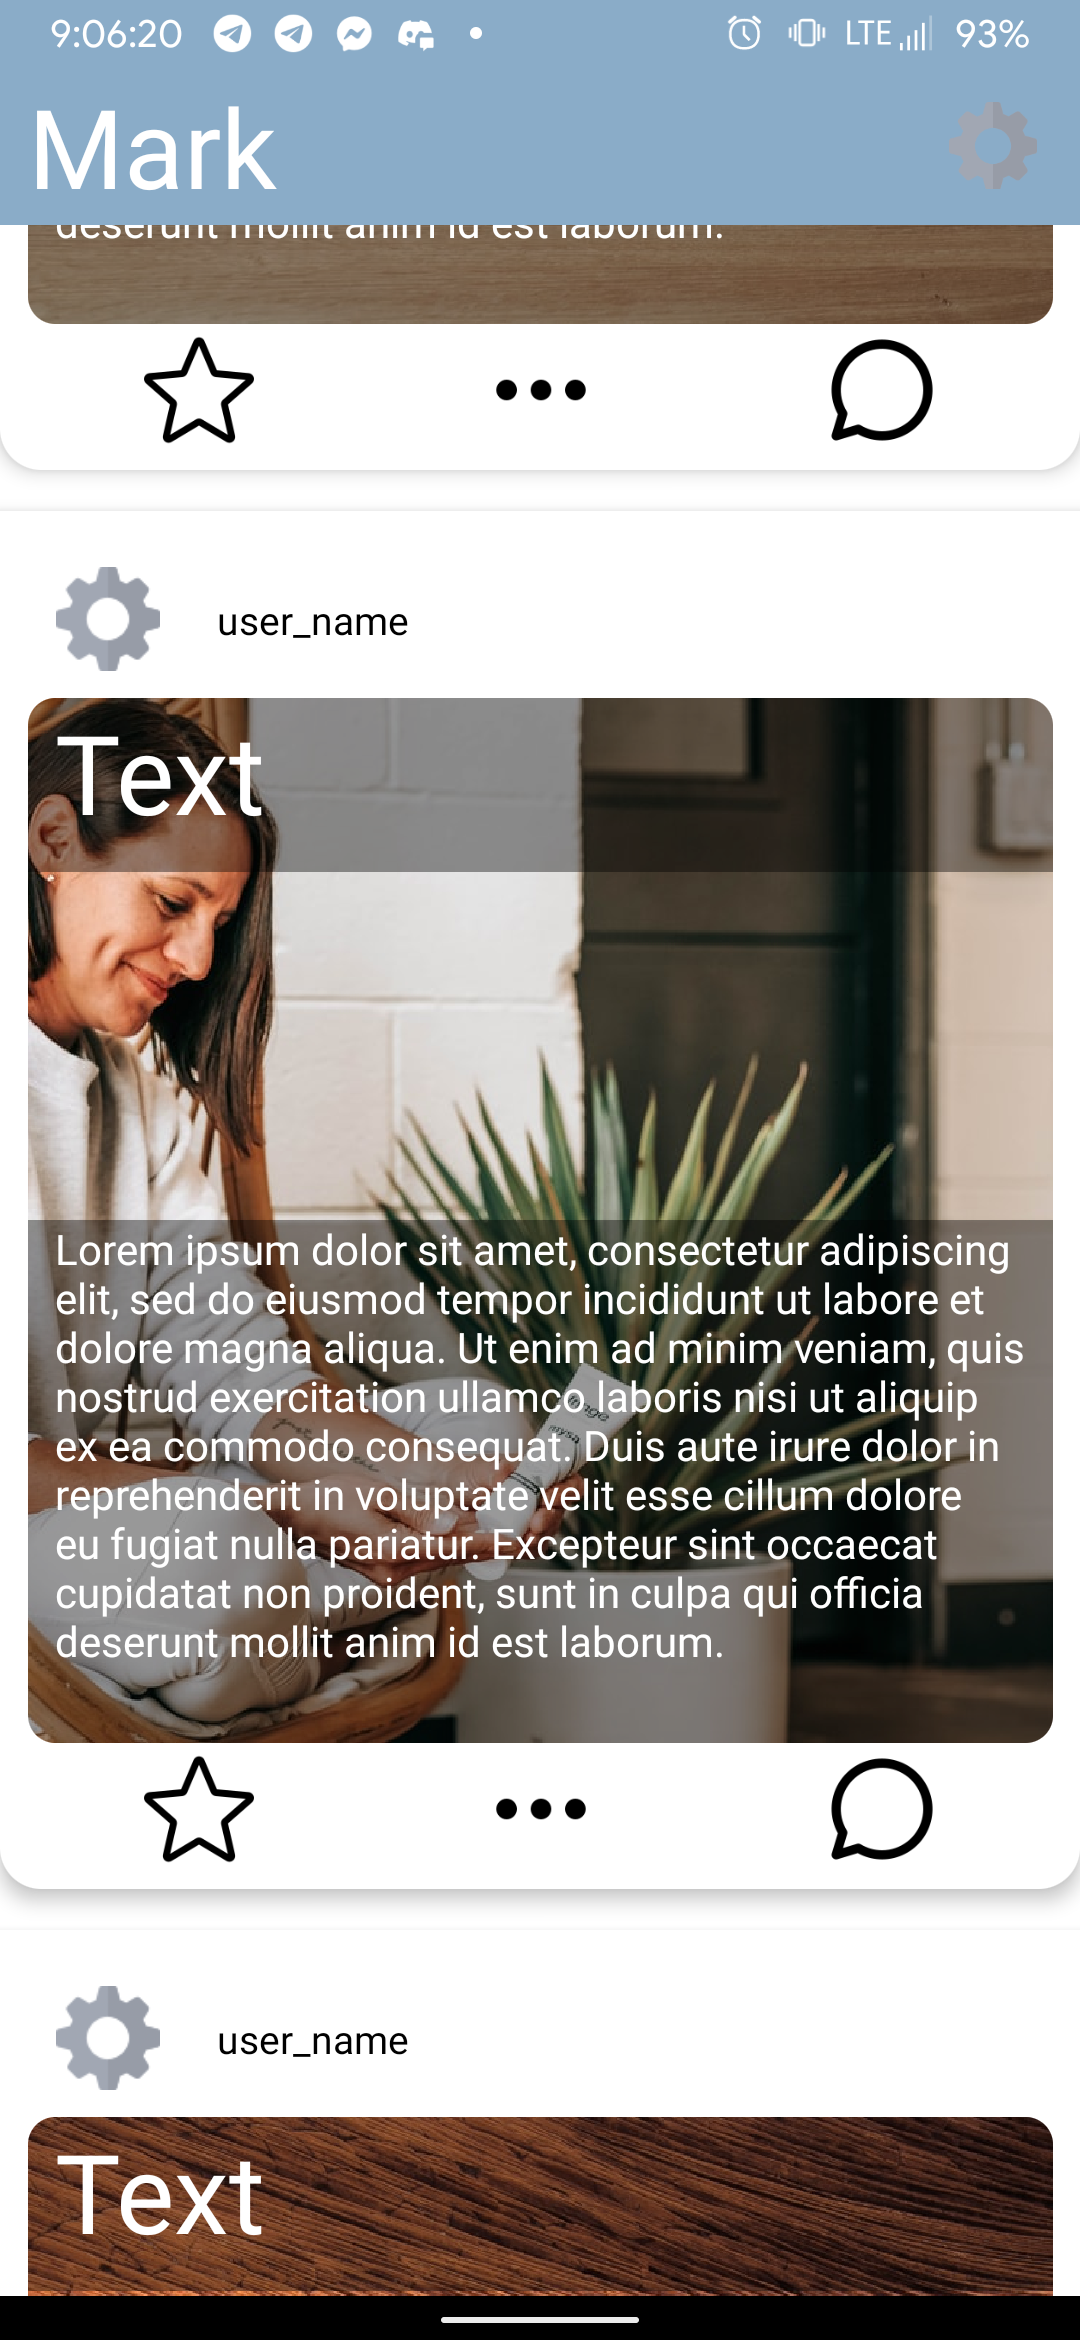 9:06:20 LTE 93%
Mark
deserunt mollit anim id est laborum.
user_name
Text
Lorem ipsum dolor sit amet, consectetur adipiscing
elit, sed do eiusmod tempor incididunt ut labore et
dolore magna aliqua. Ut enim ad minim veniam, quis
nostrud exercitation ullamco laboris nisi ut aliquip
ex ea commodo consequat. Duis aute irure dolor in
reprehenderit in voluptate velit esse cillum dolore
eu fugiat nulla pariatur. Excepteur sint occaecat
cupidatat non proident, sunt in culpa qui officia
deserunt mollit anim id est laborum.
user_name
Text